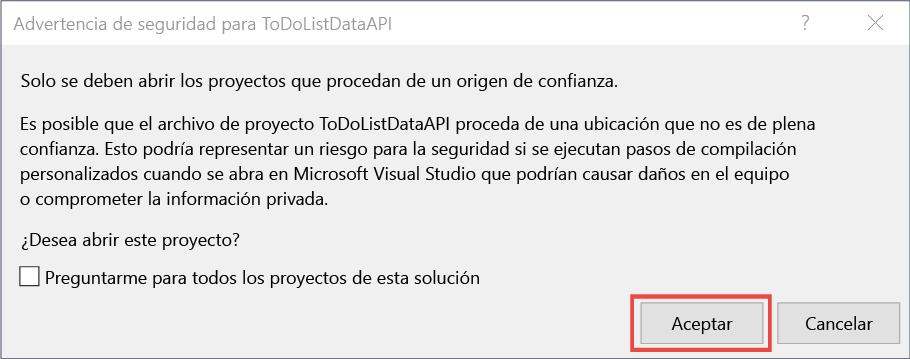 Advertencia de seguridad para ToDoListDataAPI
Solo se deben abrir los proyectos que procedan de un origen de confianza.
Es posible que el archivo de proyecto ToDoListDataAPI proceda de una ubicación que no es de plena
confianza. Esto podría representar un riesgo para la seguridad si se ejecutan pasos de compilación
personalizados cuando se abra en Microsoft Visual Studio que podrían causar daños en el equipo
o comprometer la información privada.
¿Desea abrir este proyecto?
Preguntarme para todos los proyectos de esta solución
Aceptar Cancelar